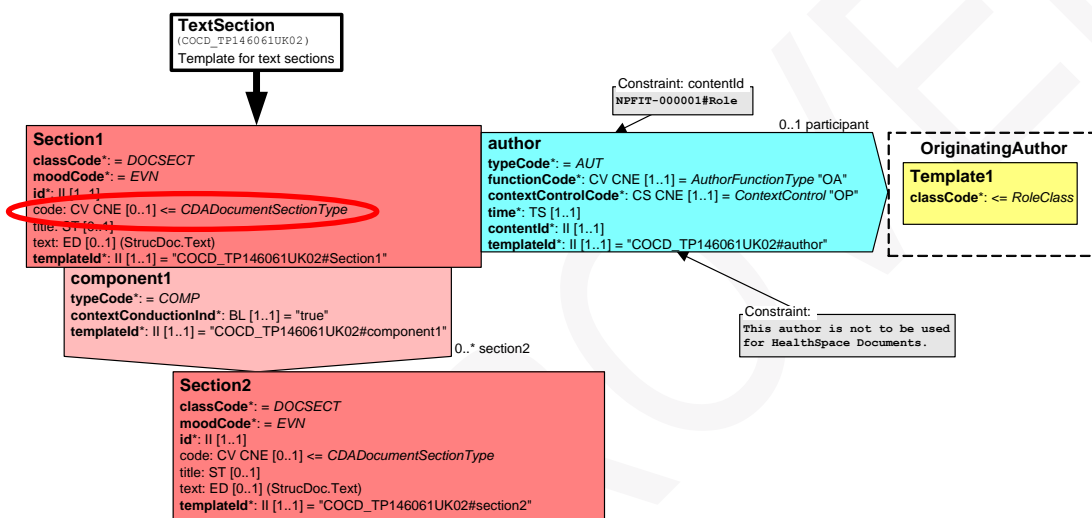 TextSection
(COCD_TP146061UK02)
Template for text sections
Constraint: contentId
NPFIT-000001#Role
0..1 participant
Section1
classCode*: = DOCSECT
moodCode*: = EVN
id*: II [1..1]
code: CV CNE [0..1] <= CDADocumentSectionType
title: ST [0..1]
text: ED [0..1] (StrucDoc.Text)
templateId*: II [1..1] = "COCD_TP146061UK02#Section1"
author
typeCode*: = AUT
functionCode*: CV CNE [1..1] = AuthorFunctionType "OA"
contextControlCode*: CS CNE [1..1] = ContextControl "OP"
time*: TS [1..1]
contentId*: II [1..1]
templateId*: II [1..1] = "COCD_TP146061UK02#author"
OriginatingAuthor
Template1
classCode*: <= RoleClass
component1
typeCode*: = COMP
contextConductionInd*: BL [1..1] = "true"
templateId*: II [1..1] = "COCD_TP146061UK02#component1"
0..* section2
Constraint:
This author is not to be used
for HealthSpace Documents.
Section2
classCode*: = DOCSECT
moodCode*: = EVN
id*: II [1..1]
code: CV CNE [0..1] <= CDADocumentSectionType
title: ST [0..1]
text: ED [0..1] (StrucDoc.Text)
templateId*: II [1..1] = "COCD_TP146061UK02#section2"